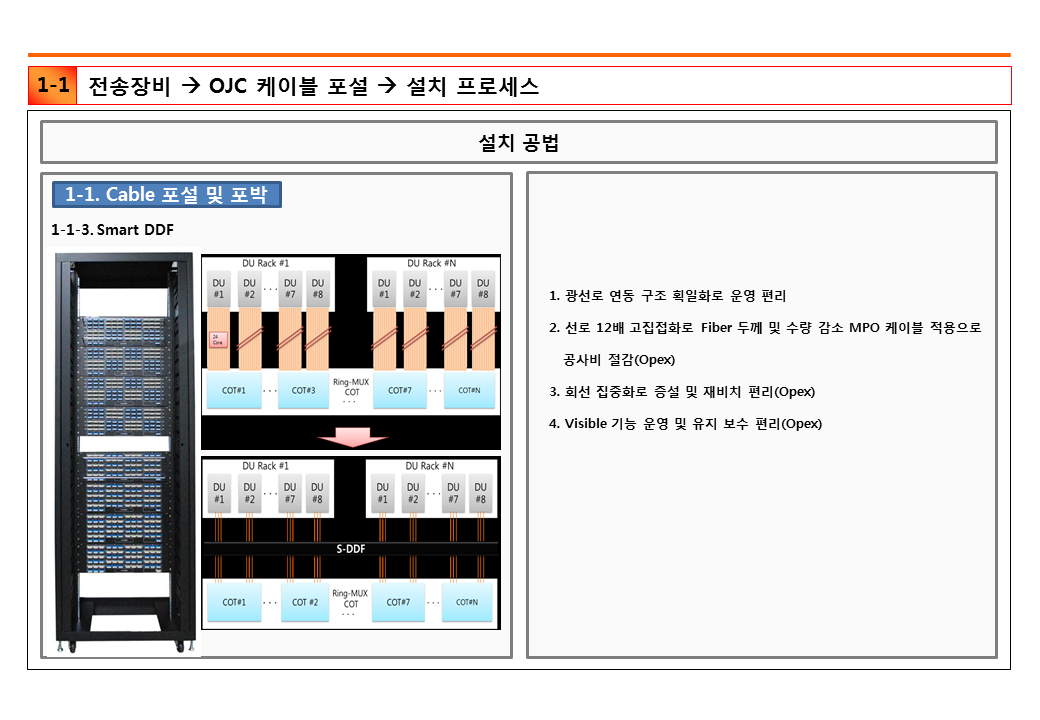 1-1 전송장비 → OJC 케이블 포설 → 설치 프로세스
설치 공법
1-1. Cable 포설 및 포박
1-1-3. Smart DDF
DU Rack #1
DU Rack #N
DU #1
DU #2
· · ·
DU #7
DU #8
DU #1
DU #2
· · ·
DU #7
DU #8
24 Core
COT#1
· · ·
COT#3
Ring-MUX
COT
· · ·
COT#7
· · ·
COT#N
DU Rack #1
DU Rack #N
DU #1
DU #2
· · ·
DU #7
DU #8
DU #1
DU #2
· · ·
DU #7
DU #8
S-DDF
COT#1
· · ·
COT #2
Ring-MUX
COT
· · ·
COT#7
· · ·
COT#N
1. 광선로 연동 구조 획일화로 운영 편리
2. 선로 12배 고집접화로 Fiber 두께 및 수량 감소 MPO 케이블 적용으로
공사비 절감(Opex)
3. 회선 집중화로 증설 및 재비치 편리(Opex)
4. Visible 기능 운영 및 유지 보수 편리(Opex)